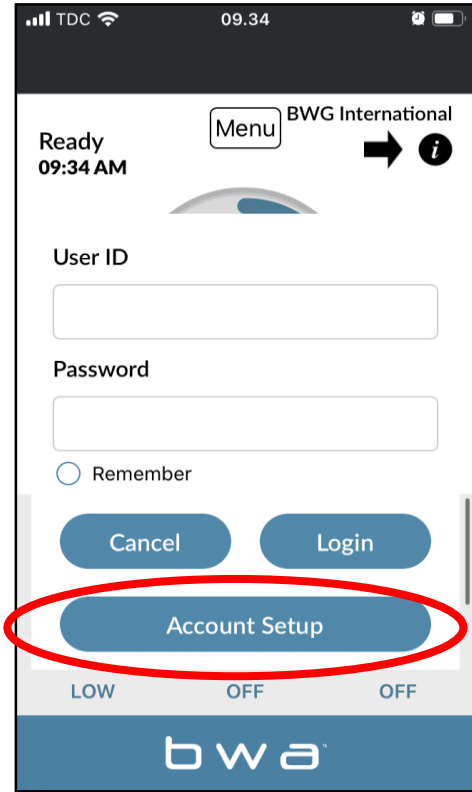 TDC 09.34
BWG International
Menu
Ready
i
09:34 AM
User ID
Password
Remember
Cancel Login
Account Setup
LOW OFF OFF
bwa™